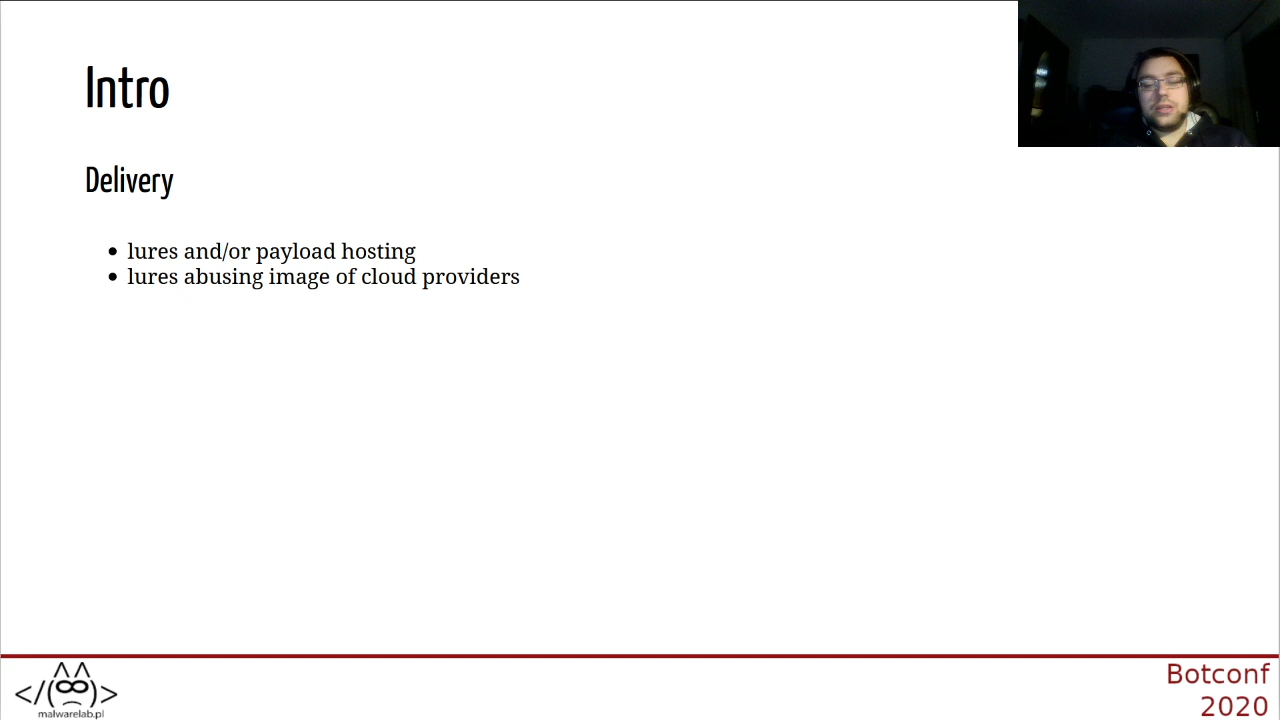 Intro
Delivery
• lures and/or payload hosting
• lures abusing image of cloud providers
</(∞)>
malwarelab.pl
Botconf
2020